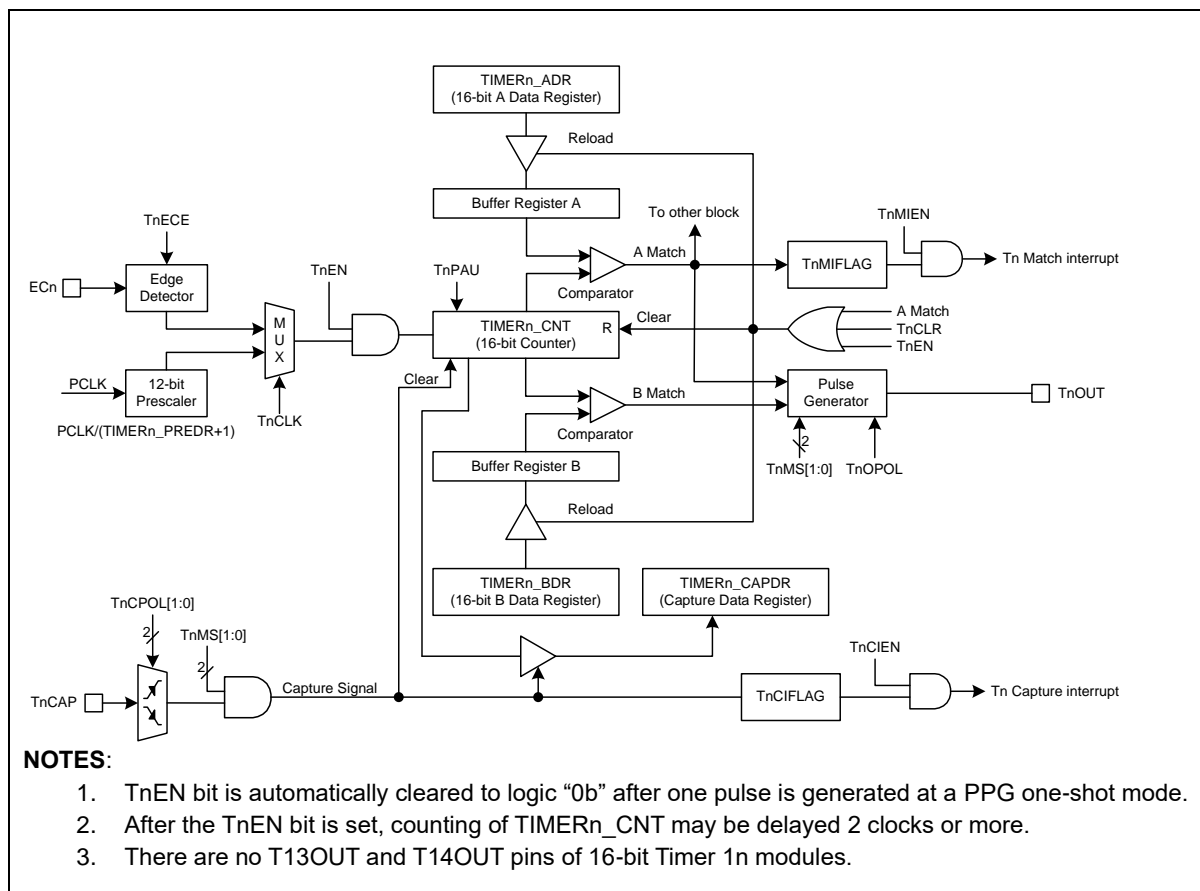 TIMERn_ADR
(16-bit A Data Register)
Reload
Buffer Register A
To other block
TnMIEN
TnECE
A Match
TnMIFLAG
Tn Match interrupt
TnEN
TnPAU
Edge
Detector
ECn
Comparator
M
U
X
TIMERn_CNT
(16-bit Counter)
R
Clear
A Match
TnCLR
TnEN
PCLK
12-bit
Prescaler
Clear
B Match
Pulse
Generator
TnOUT
TnCLK
PCLK/(TIMERn_PREDR+1)
Comparator
2
Buffer Register B
TnMS[1:0]
TnOPOL
Reload
TIMERn_BDR
(16-bit B Data Register)
TIMERn_CAPDR
(Capture Data Register)
TnCPOL[1:0]
2
TnMS[1:0]
2
TnCIEN
TnCAP
Capture Signal
TnCIFLAG
Tn Capture interrupt
NOTES:
1. TnEN bit is automatically cleared to logic “0b” after one pulse is generated at a PPG one-shot mode.
2. After the TnEN bit is set, counting of TIMERn_CNT may be delayed 2 clocks or more.
3. There are no T13OUT and T14OUT pins of 16-bit Timer 1n modules.